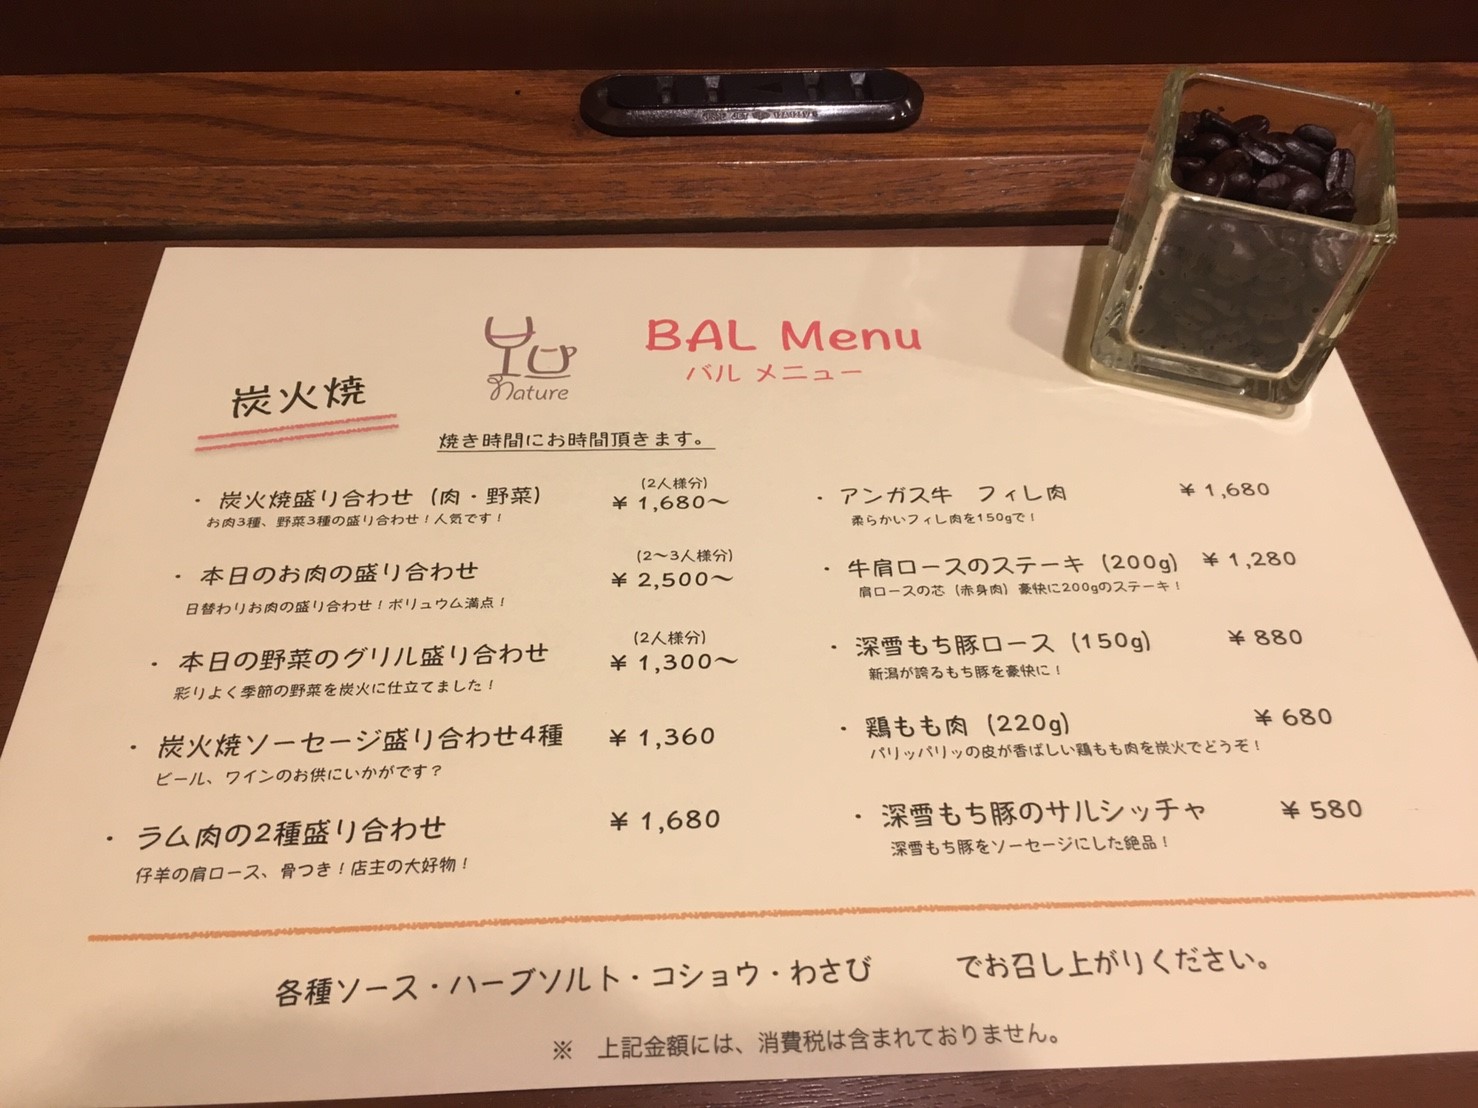 BAL Menu
バル メニュー
Nature
炭火焼
焼き時間にお時間頂きます。
・ 炭火焼盛り合わせ（肉・野菜） (2人様分) ¥ 1,680〜
お肉3種、野菜3種の盛り合わせ！人気です！
・ 本日のお肉の盛り合わせ (2〜3人様分) ¥ 2,500〜
日替わりお肉の盛り合わせ！ボリュウム満点！
・ 本日の野菜のグリル盛り合わせ (2人様分) ¥ 1,300〜
彩りよく季節の野菜を炭火に仕立てました！
・ 炭火焼ソーセージ盛り合わせ4種 ¥ 1,360
ビール、ワインのお供にいかがです？
・ ラム肉の2種盛り合わせ ¥ 1,680
仔羊の肩ロース、骨つき！店主の大好物！
・ アンガス牛　フィレ肉 ¥ 1,680
柔らかいフィレ肉を150gで！
・ 牛肩ロースのステーキ（200g） ¥ 1,280
肩ロースの芯（赤身肉）豪快に200gのステーキ！
・ 深雪もち豚ロース（150g） ¥ 880
新潟が誇るもち豚を豪快に！
・ 鶏もも肉（220g） ¥ 680
パリッパリッの皮が香ばしい鶏もも肉を炭火でどうぞ！
・ 深雪もち豚のサルシッチャ ¥ 580
深雪もち豚をソーセージにした絶品！
各種ソース・ハーブソルト・コショウ・わさび　　でお召し上がりください。
※　上記金額には、消費税は含まれておりません。